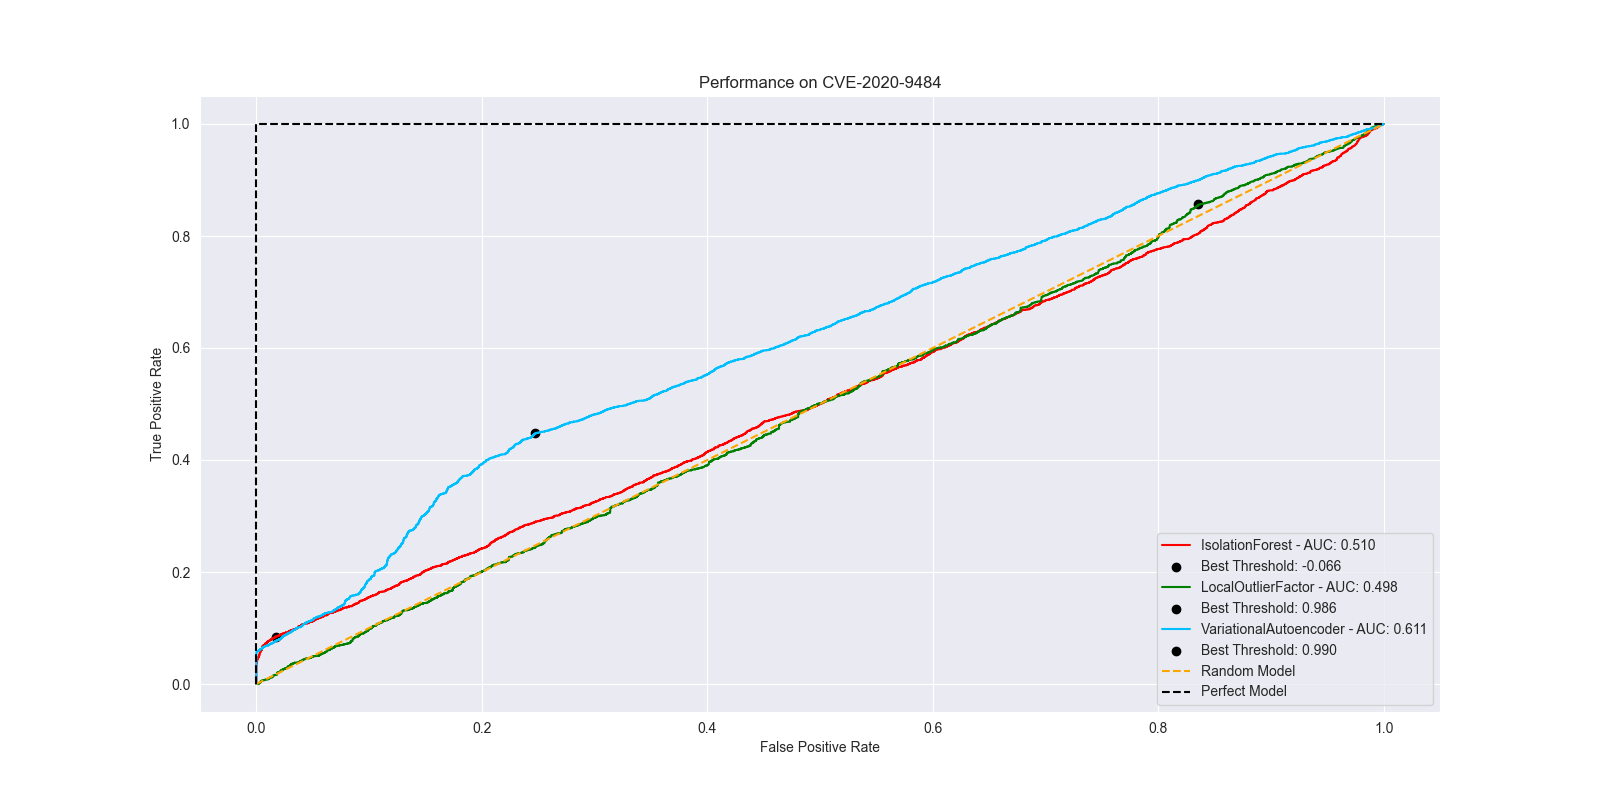 Performance on CVE-2020-9484
True Positive Rate
1.0
0.8
0.6
0.4
0.2
0.0
0.0 0.2 0.4 0.6 0.8 1.0
False Positive Rate
IsolationForest - AUC: 0.510
Best Threshold: -0.066
LocalOutlierFactor - AUC: 0.498
Best Threshold: 0.986
VariationalAutoencoder - AUC: 0.611
Best Threshold: 0.990
Random Model
Perfect Model